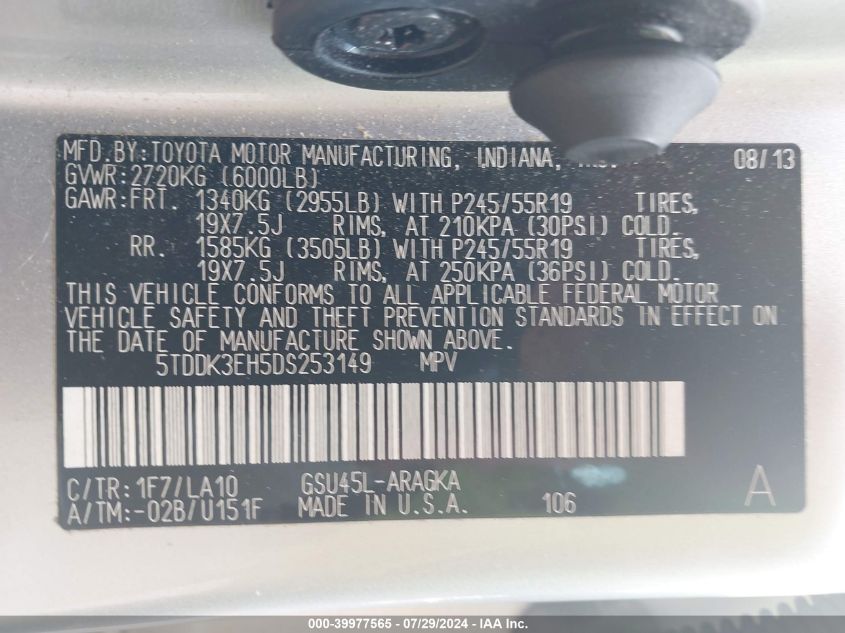 MFD.BY:TOYOTA MOTOR MANUFACTURING, INDIANA, 08/13
GVWR:2720KG (6000LB)
GAWR:FRT. 1340KG (2955LB) WITH P245/55R19 TIRES,
19X7.5J RIMS, AT 210KPA (30PSI) COLD.
RR. 1585KG (3505LB) WITH P245/55R19 TIRES,
19X7.5J RIMS, AT 250KPA (36PSI) COLD.
THIS VEHICLE CONFORMS TO ALL APPLICABLE FEDERAL MOTOR
VEHICLE SAFETY AND THEFT PREVENTION STANDARDS IN EFFECT ON
THE DATE OF MANUFACTURE SHOWN ABOVE.
5TDDK3EH5DS253149 MPV
C/TR:1F7/LA10 GSU45L-ARAGKA
A/TM:-02B/U151F MADE IN U.S.A. 106 A
000-39977565 - 07/29/2024 - IAA Inc.